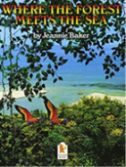 WHERE THE FOREST
MEETS THE SEA
by Jeannie Baker